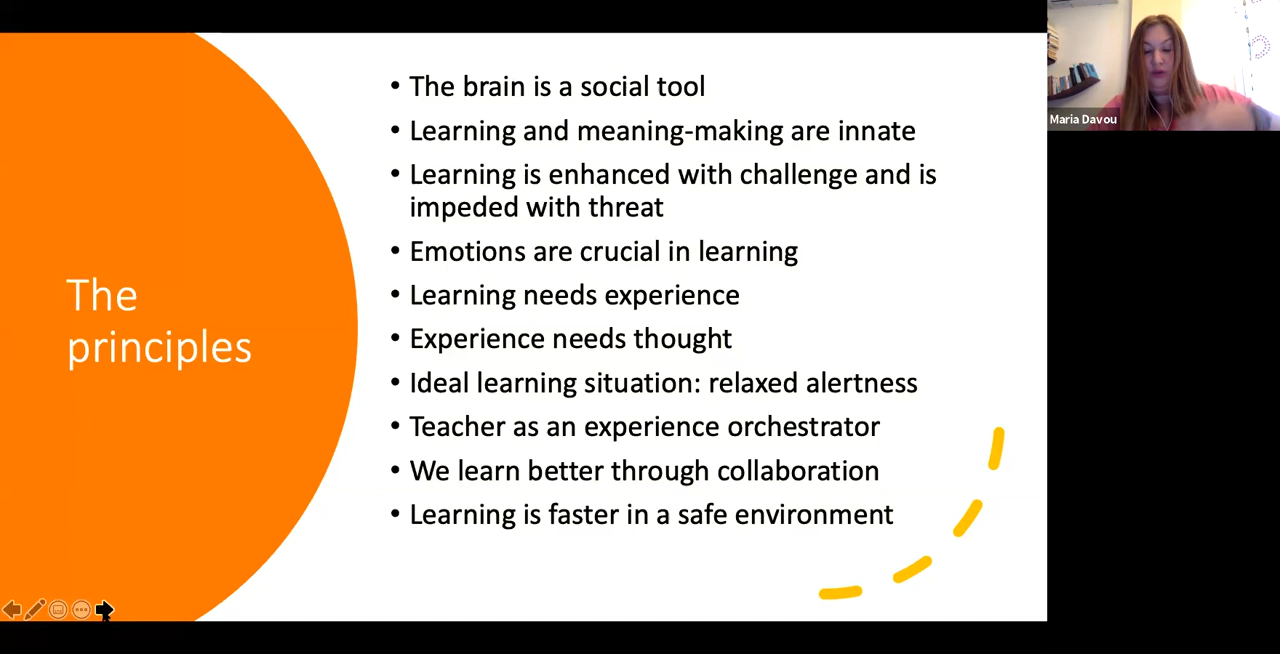 The
principles
• The brain is a social tool
• Learning and meaning-making are innate
• Learning is enhanced with challenge and is
impeded with threat
• Emotions are crucial in learning
• Learning needs experience
• Experience needs thought
• Ideal learning situation: relaxed alertness
• Teacher as an experience orchestrator
• We learn better through collaboration
• Learning is faster in a safe environment
Maria Davou